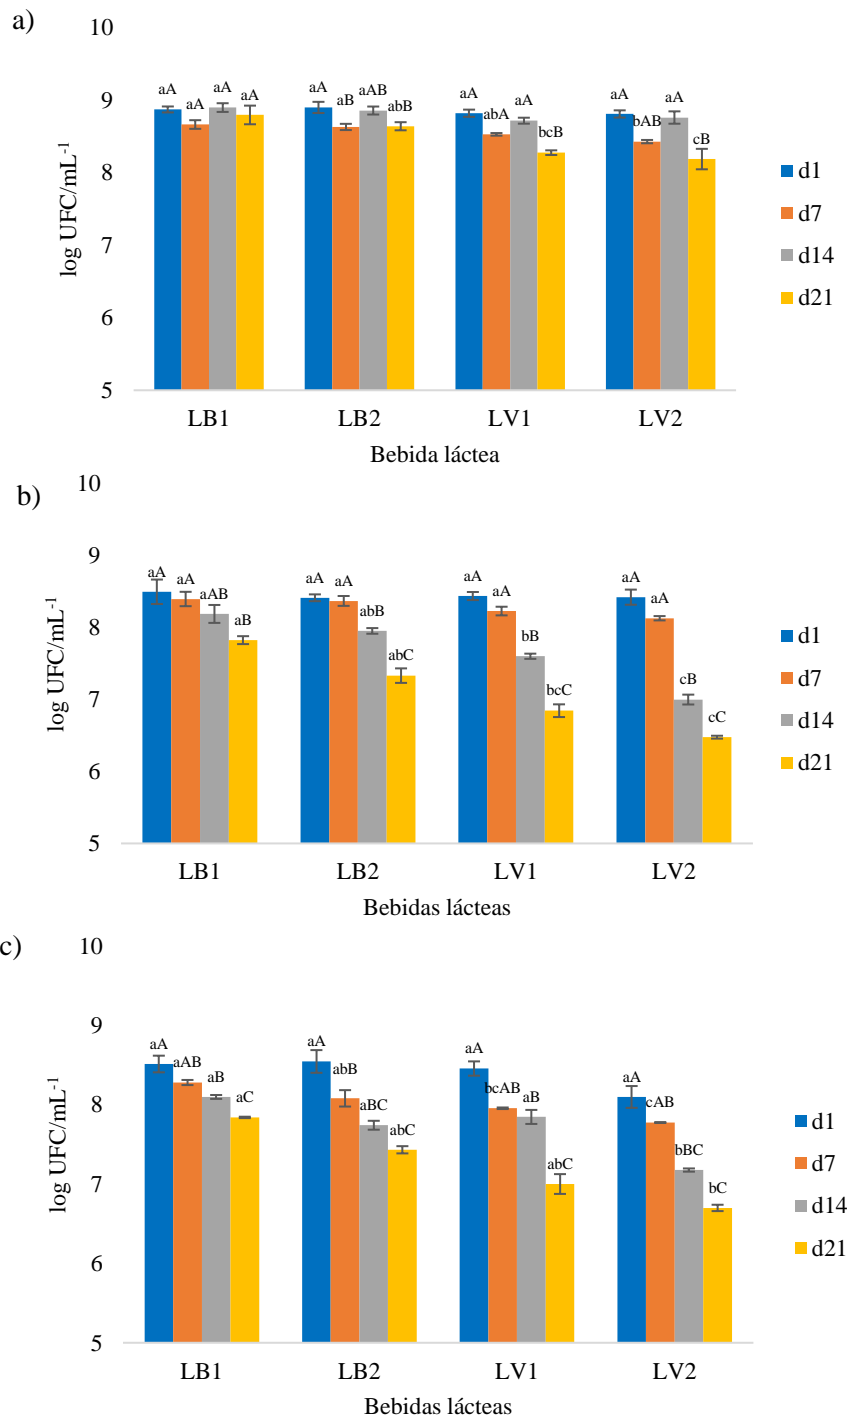 a)
10
9
8
7
6
5
log UFC/mL-1
aA aA aA aA
aA aB aAB abB
aA abA aA bcB
aA bAB aA cB
LB1 LB2 LV1 LV2
Bebida láctea
d1
d7
d14
d21
b)
10
9
8
7
6
5
log UFC/mL-1
aA aA aAB aB
aA aA abB abC
aA aA bB bcC
aA aA cB cC
LB1 LB2 LV1 LV2
Bebidas lácteas
d1
d7
d14
d21
c)
10
9
8
7
6
5
log UFC/mL-1
aA aAB aB aC
aA abB aBC abC
aA bcAB aB abC
aA cAB bBC bC
LB1 LB2 LV1 LV2
Bebidas lácteas
d1
d7
d14
d21